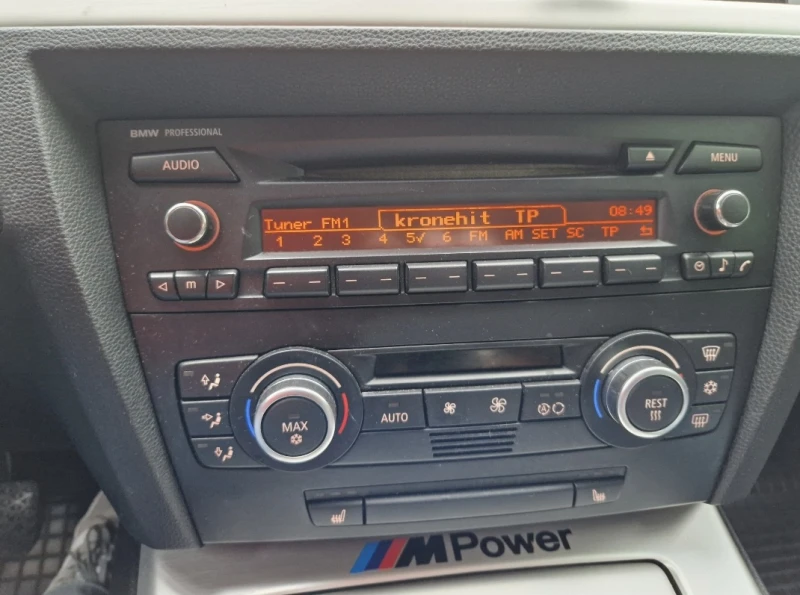 BMW PROFESSIONAL
AUDIO
MENU
Tuner FM1 kronehit TP 08:49
1 2 3 4 5✓ 6 FM AM SET SC TP
m
MAX
AUTO
A
REST
M Power